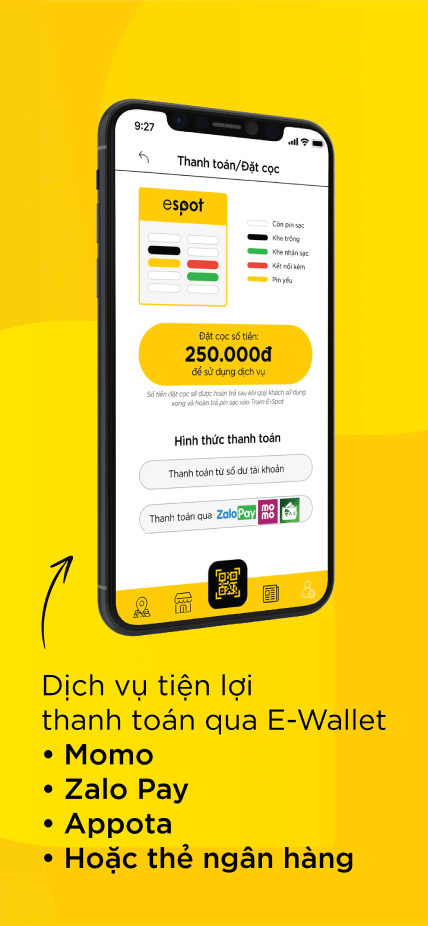 9:27
Thanh toán/Đặt cọc
espot
Còn pin sạc
Khe trống
Khe nhận sạc
Kết nối kém
Pin yếu
Đặt cọc số tiền:
250.000đ
để sử dụng dịch vụ
Số tiền đặt cọc sẽ được hoàn trả sau khi quý khách sử dụng
xong và hoàn trả pin sạc vào Trạm E-Spot
Hình thức thanh toán
Thanh toán từ số dư tài khoản
Thanh toán qua ZaloPay mo mo
Dịch vụ tiện lợi
thanh toán qua E-Wallet
• Momo
• Zalo Pay
• Appota
• Hoặc thẻ ngân hàng